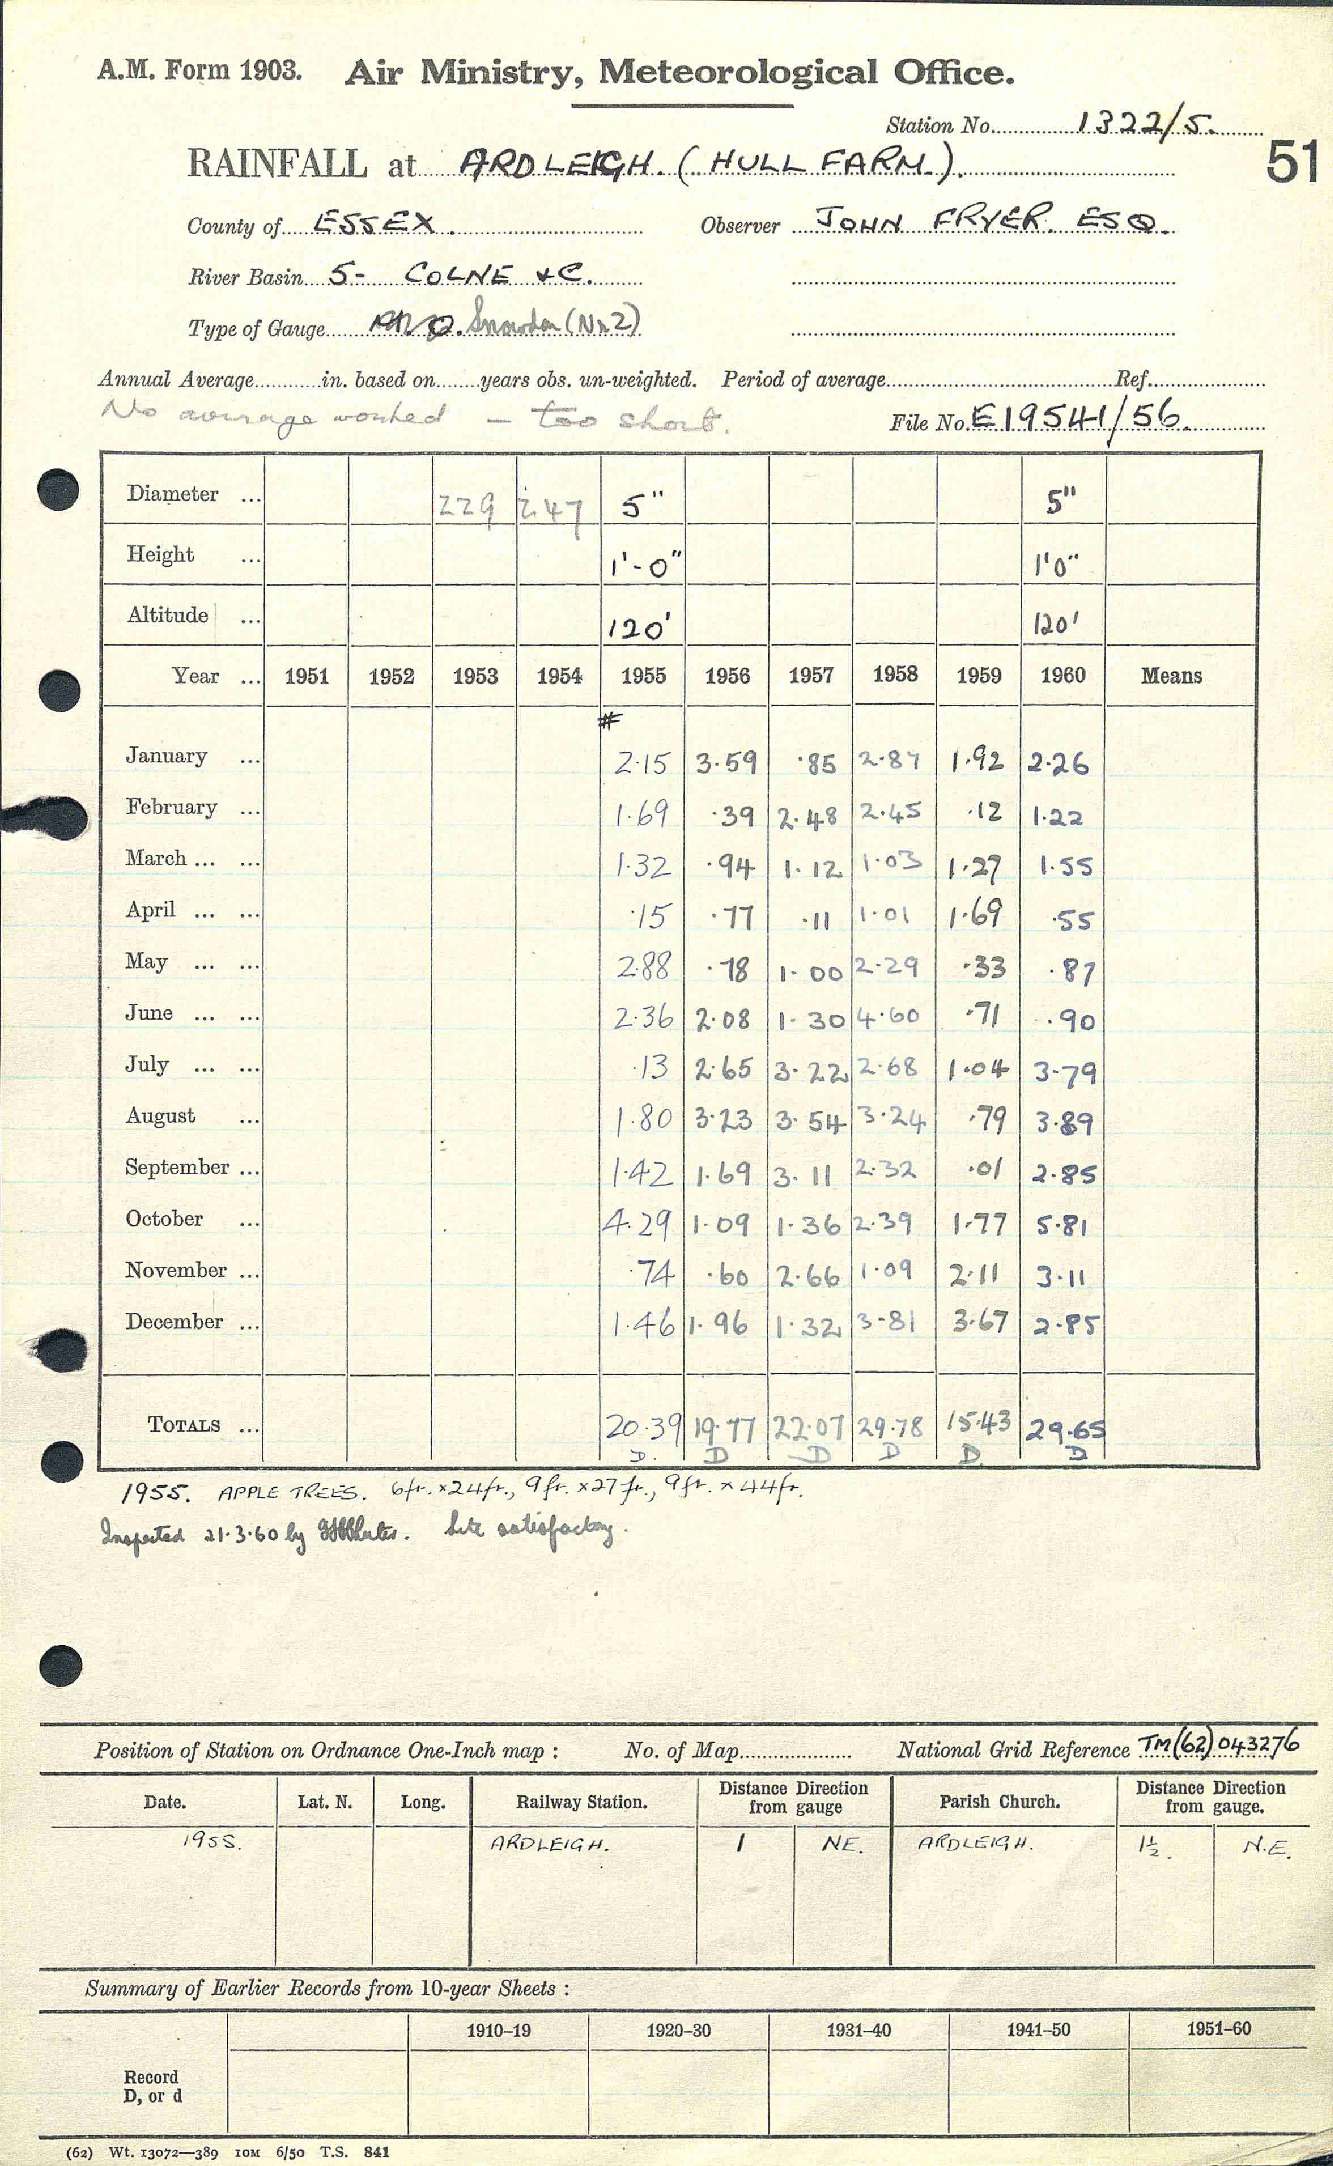 A.M. Form 1903. Air Ministry, Meteorological Office.
Station No. 1322/5.
51
RAINFALL at ARDLEIGH. (HULL FARM).
County of ESSEX. Observer JOHN FRYER. ESQ.
River Basin 5- COLNE &C.
Type of Gauge Snowdon (No 2)
Annual Average in. based on years obs. un-weighted. Period of average Ref.
No average worked - too short.
File No. E19541/56.
Diameter ... 229 247 5" 5"
Height ... 1'-0" 1'0"
Altitude ... 120' 120'
Year ... 1951 1952 1953 1954 1955 1956 1957 1958 1959 1960 Means
#
January ... 2.15 3.59 .85 2.87 1.92 2.26
February ... 1.69 .39 2.48 2.45 .12 1.22
March ... ... 1.32 .94 1.12 1.03 1.27 1.55
April ... ... .15 .77 .11 1.01 1.69 .55
May ... ... 2.88 .78 1.00 2.29 .33 .87
June ... ... 2.36 2.08 1.30 4.60 .71 .90
July ... ... .13 2.65 3.22 2.68 1.04 3.79
August ... 1.80 3.23 3.54 3.24 .79 3.89
September ... 1.42 1.69 3.11 2.32 .01 2.85
October ... 4.29 1.09 1.36 2.39 1.77 5.81
November ... .74 .60 2.66 1.09 2.11 3.11
December ... 1.46 1.96 1.32 3.81 3.67 2.85
TOTALS ... 20.39 19.77 22.07 29.78 15.43 29.65
D. D D D D. D
1955. APPLE TREES. 6ft. x 24ft., 9ft. x 27ft., 9ft. x 44ft.
Inspected 21.3.60 by Site satisfactory.
Position of Station on Ordnance One-Inch map : No. of Map National Grid Reference TM(62)043276
Date. Lat. N. Long. Railway Station. Distance from gauge Direction Parish Church. Distance from gauge. Direction
1955. ARDLEIGH. 1 NE. ARDLEIGH. 1½. N.E.
Summary of Earlier Records from 10-year Sheets :
1910-19 1920-30 1931-40 1941-50 1951-60
Record
D, or d
(62) Wt. 13072—389 10M 6/50 T.S. 841